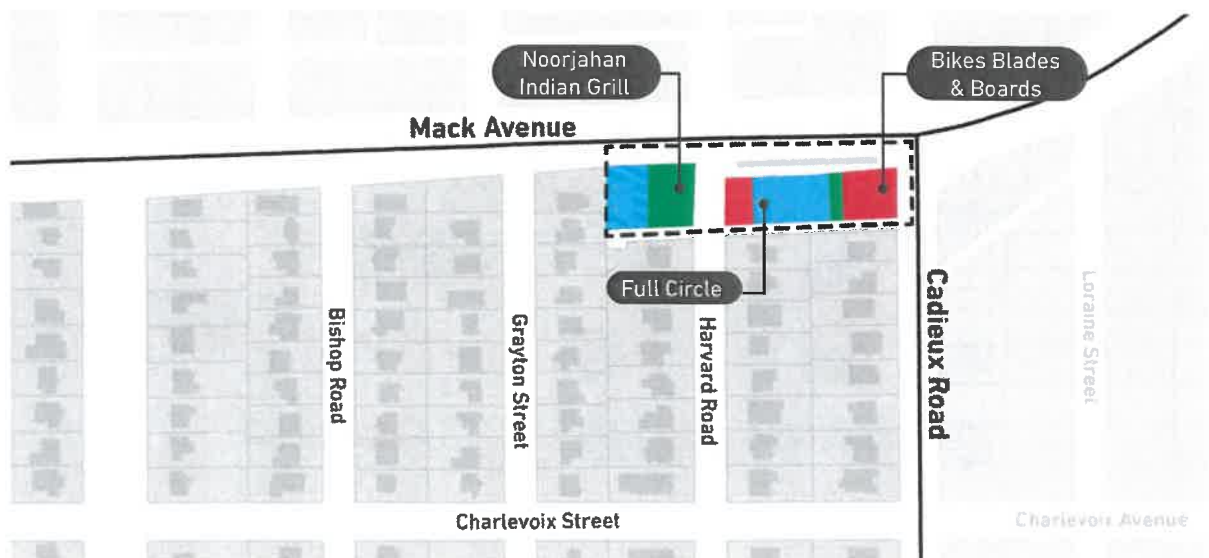 Noorjahan
Indian Grill
Bikes Blades
& Boards
Mack Avenue
Full Circle
Bishop Road
Grayton Street
Harvard Road
Cadieux Road
Loraine Street
Charlevoix Street
Charlevoix Avenue